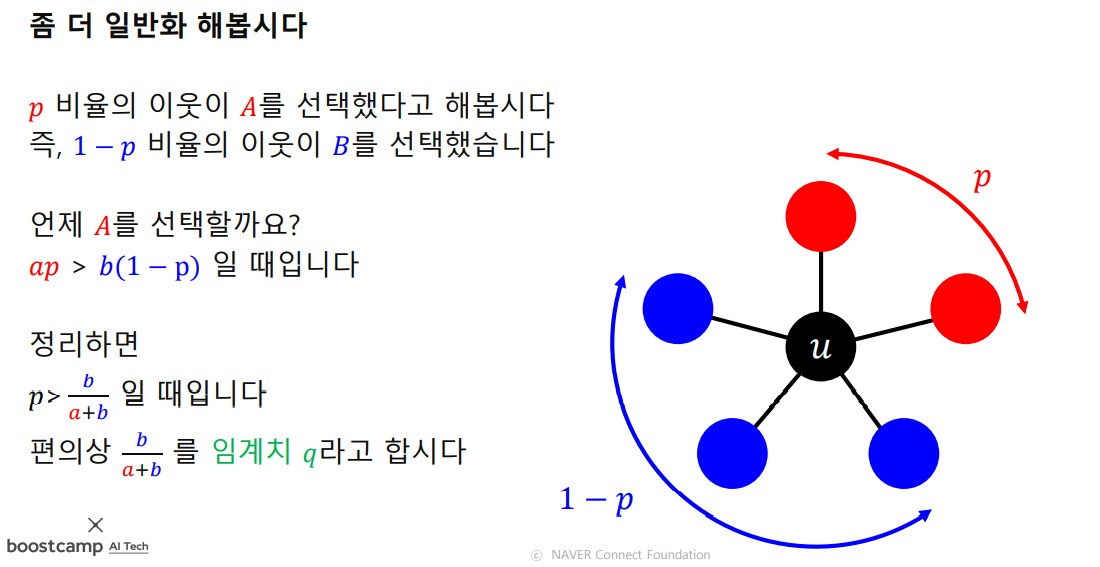 좀 더 일반화 해봅시다
p 비율의 이웃이 A를 선택했다고 해봅시다
즉, 1 − p 비율의 이웃이 B를 선택했습니다
언제 A를 선택할까요?
ap > b(1 − p) 일 때입니다
정리하면
p > b/(a+b) 일 때입니다
편의상 b/(a+b) 를 임계치 q라고 합시다
p
u
1 − p
boostcamp AI Tech
ⓒ NAVER Connect Foundation